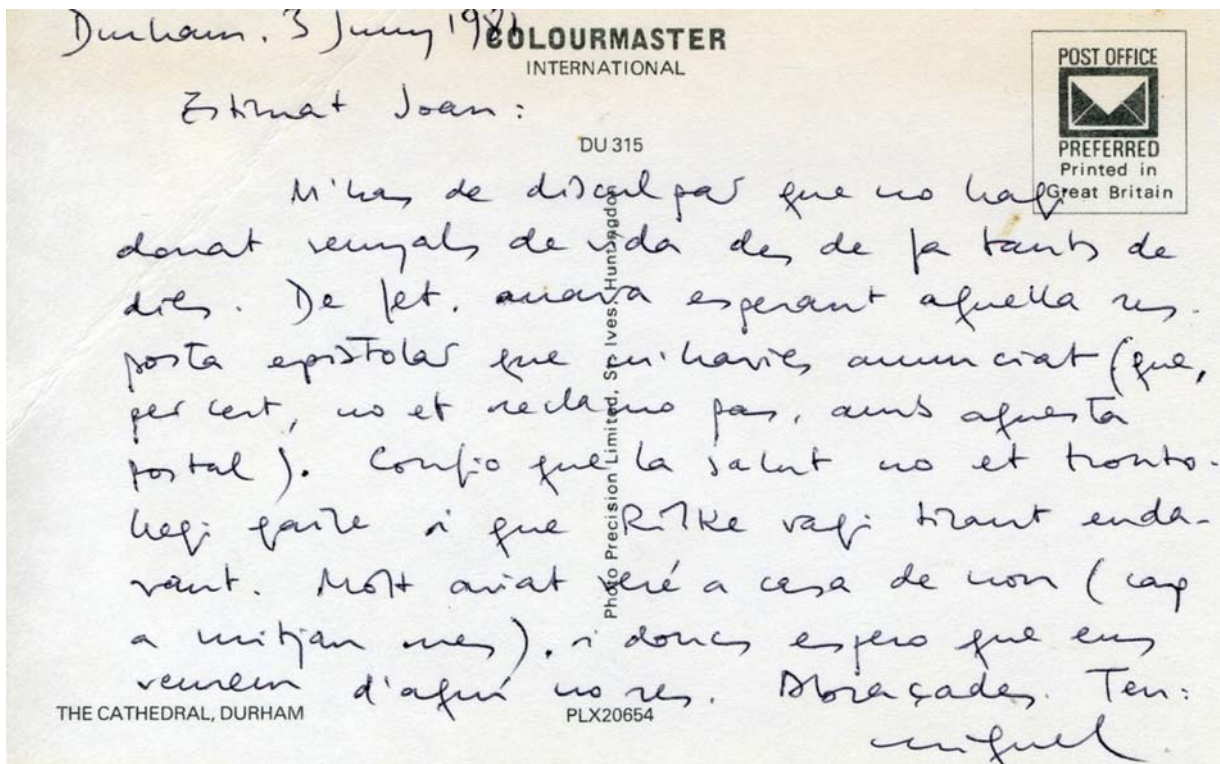 Durham. 3 Juny 198
COLOURMASTER
INTERNATIONAL
POST OFFICE
PREFERRED
Printed in
Great Britain
Estimat Joan:
DU 315
M'has de disculpar que no hagi
donat senyals de vida des de fa tants de
dies. De fet, anava esperant aquella res-
posta epistolar que m'havies anunciat (que,
per cert, no et reclamo pas, amb aquesta
postal). Confio que la salut no et tronto-
llegi gaire i que Rilke vagi tirant enda-
vant. Molt aviat seré a casa de nou (cap
a mitjan mes), i doncs espero que ens
veurem d'aquí no res. Abraçades. Teu:
miquel
Photo Precision Limited, St. Ives, Huntingdon
THE CATHEDRAL, DURHAM
PLX20654